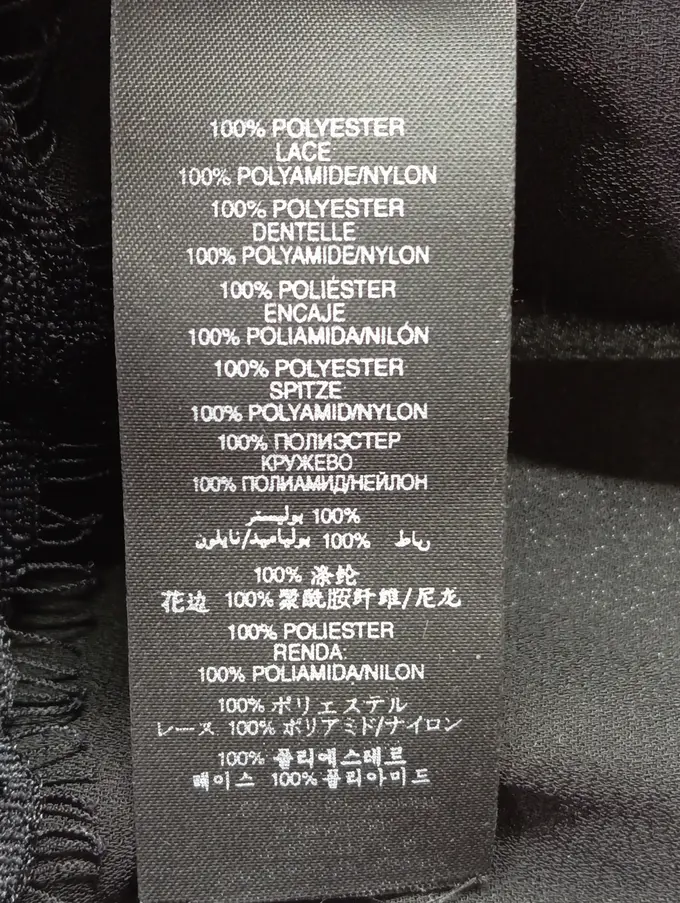 100% POLYESTER
LACE
100% POLYAMIDE/NYLON
100% POLYESTER
DENTELLE
100% POLYAMIDE/NYLON
100% POLIÉSTER
ENCAJE
100% POLIAMIDA/NILÓN
100% POLYESTER
SPITZE
100% POLYAMID/NYLON
100% ПОЛИЭСТЕР
КРУЖЕВО
100% ПОЛИАМИД/НЕЙЛОН
100% بوليستر
رباط 100% بولياميد/نايلون
100% 涤纶
花边 100% 聚酰胺纤维/尼龙
100% POLIESTER
RENDA
100% POLIAMIDA/NILON
100% ポリエステル
レース 100% ポリアミド/ナイロン
100% 폴리에스테르
레이스 100% 폴리아미드